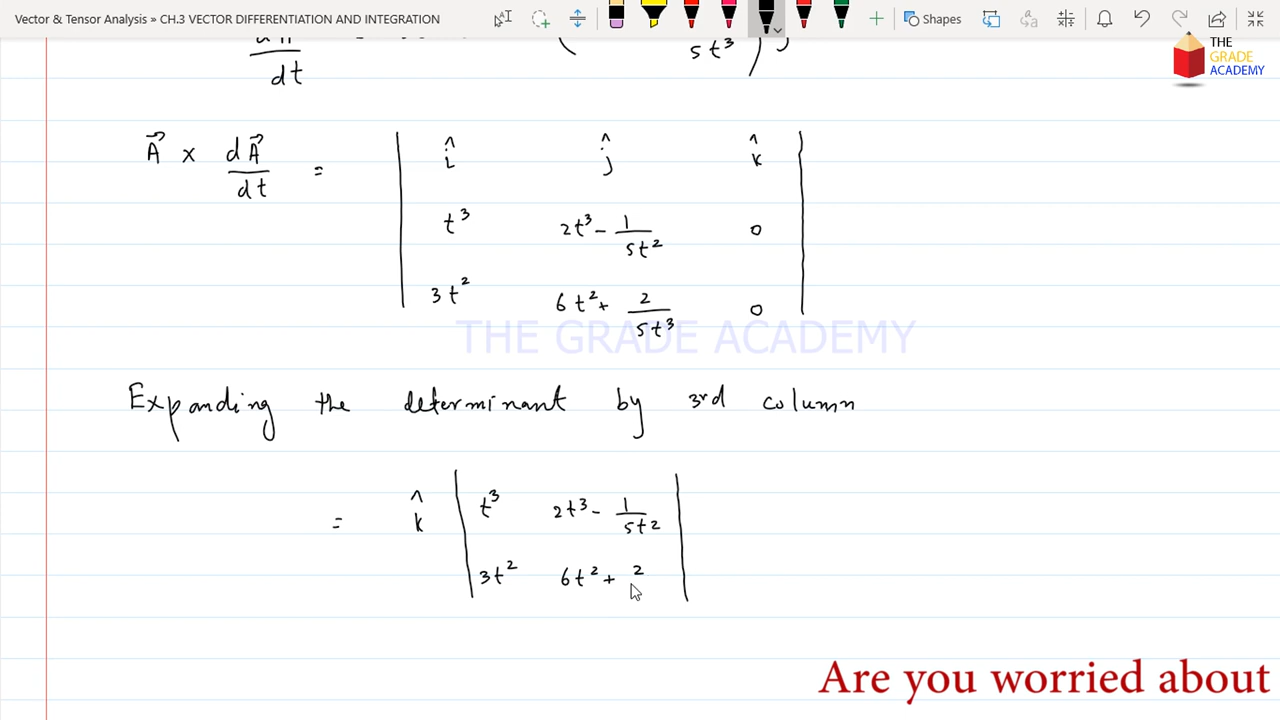 Vector & Tensor Analysis » CH.3 VECTOR DIFFERENTIATION AND INTEGRATION
Shapes
THE GRADE ACADEMY
dt
5t³
A⃗ × dA⃗/dt = | î ĵ k̂ |
| t³ 2t³ - 1/5t² 0 |
| 3t² 6t² + 2/5t³ 0 |
THE GRADE ACADEMY
Expanding the determinant by 3rd column
= k̂ | t³ 2t³ - 1/5t² |
| 3t² 6t² + 2 |
Are you worried about